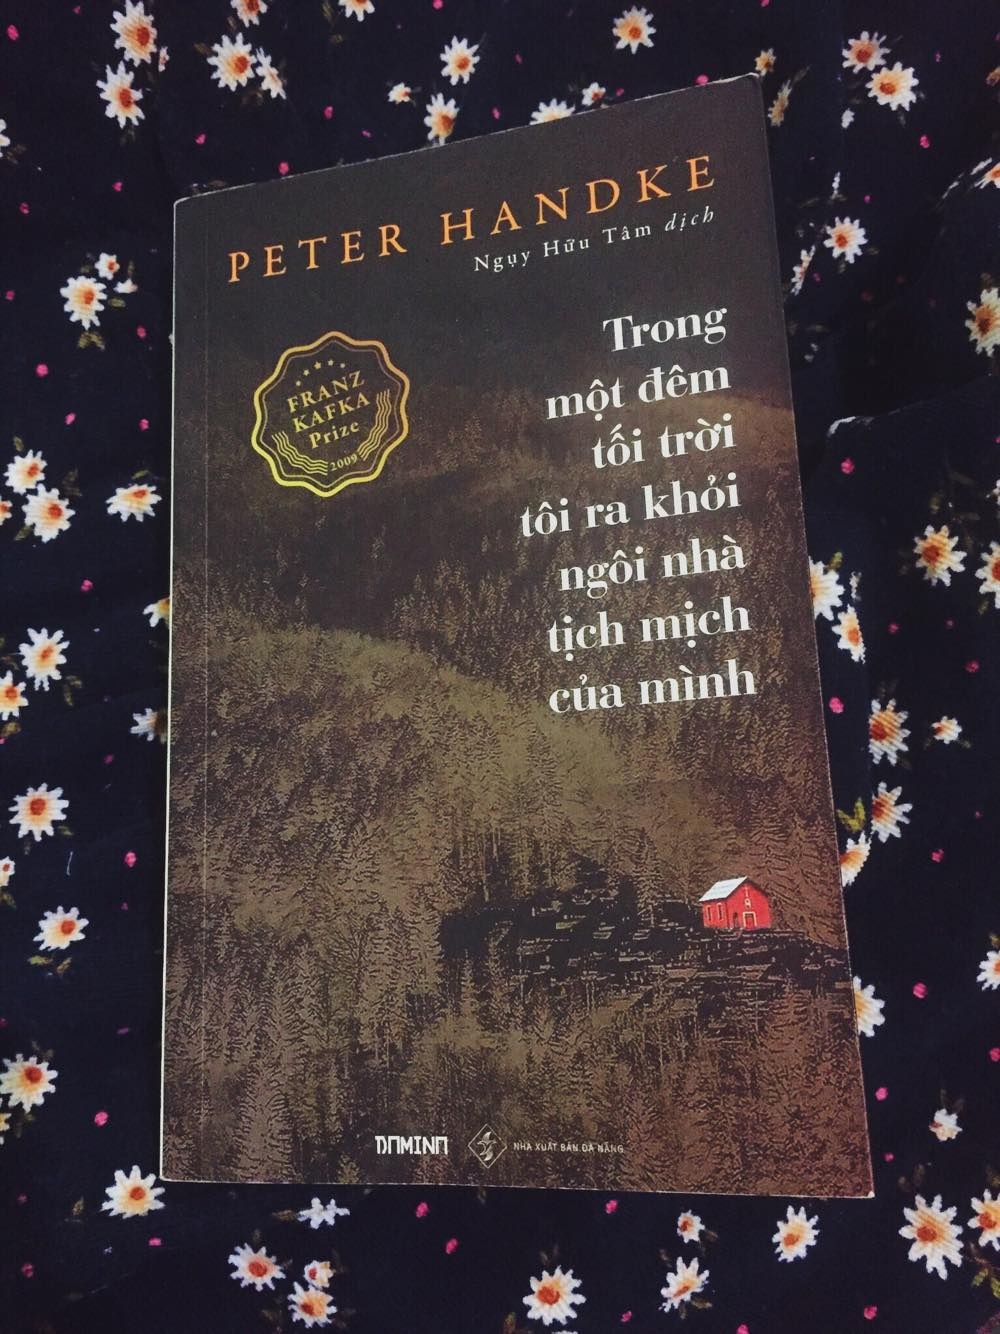 PETER HANDKE
Ngụy Hữu Tâm dịch
FRANZ
KAFKA
Prize
2009
Trong
một đêm
tối trời
tôi ra khỏi
ngôi nhà
tịch mịch
của mình
DOMINO
NHÀ XUẤT BẢN ĐÀ NẴNG